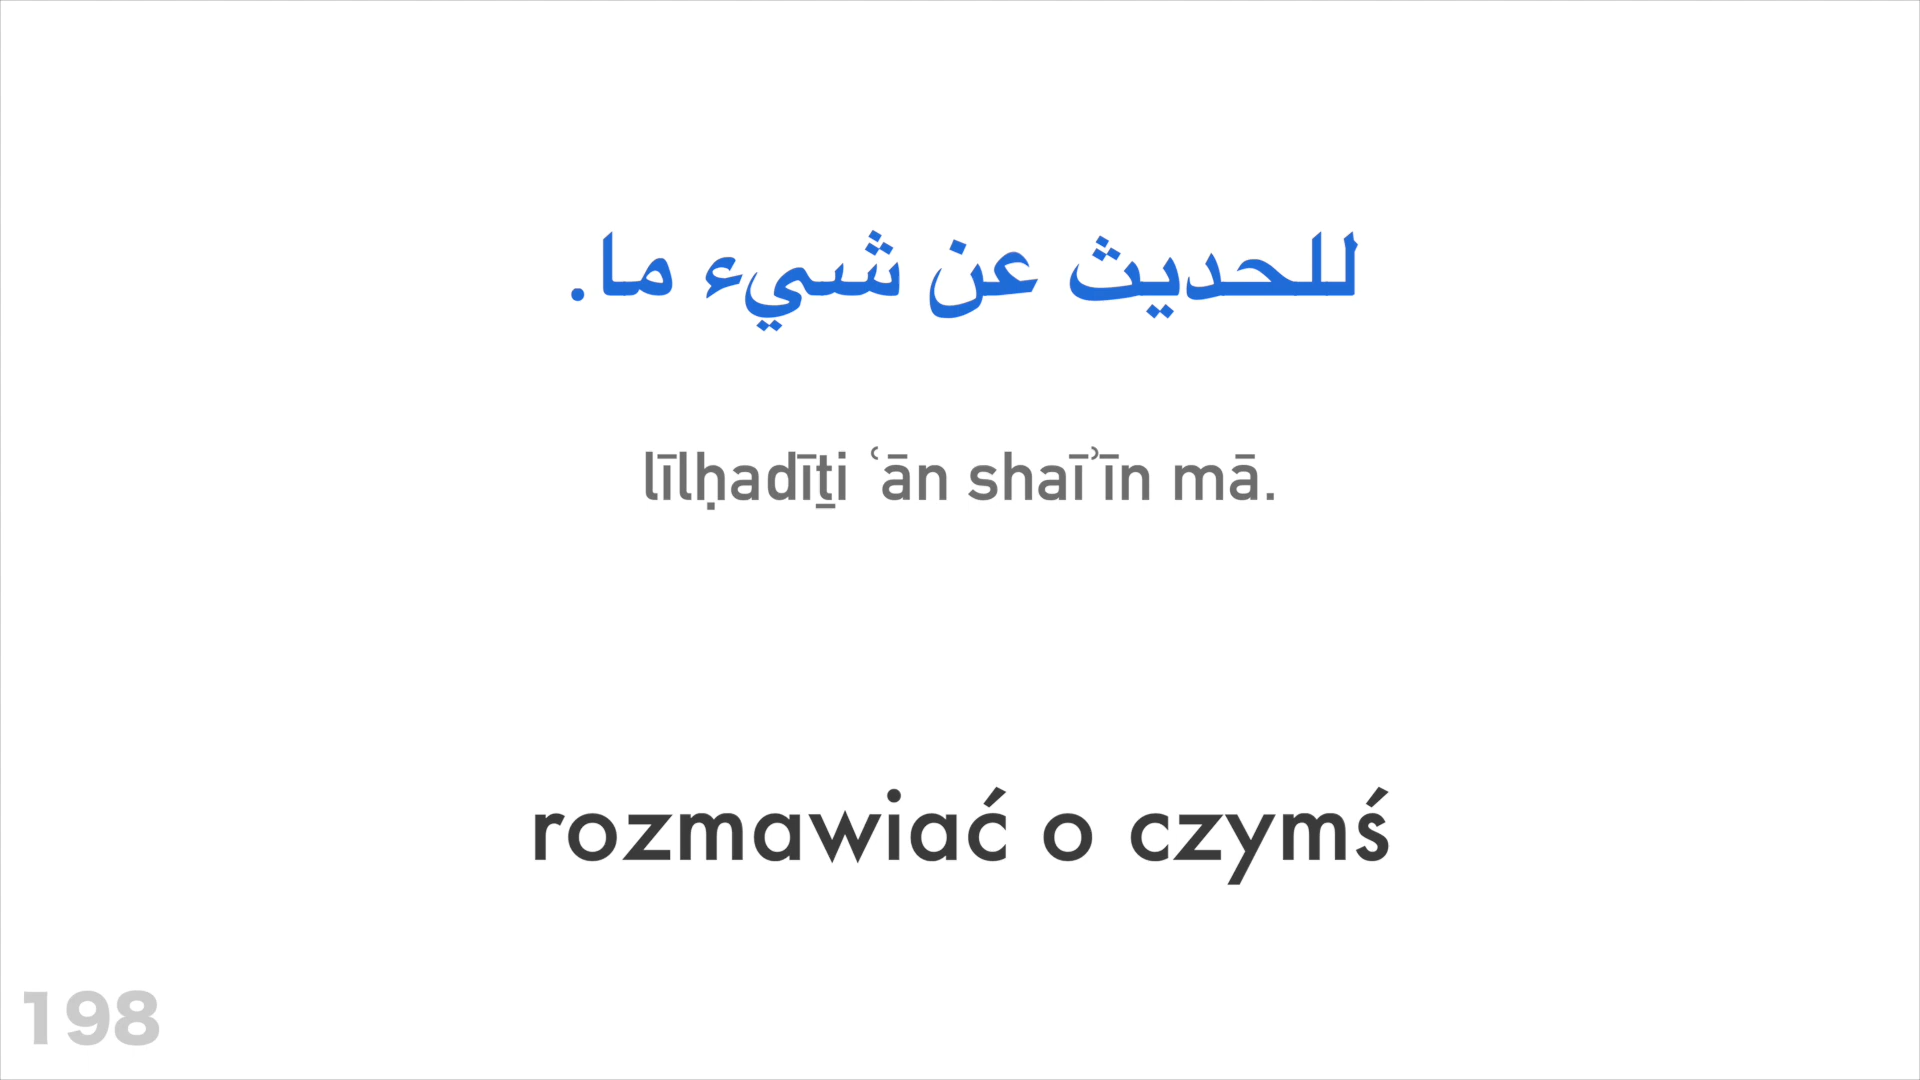 للحديث عن شيء ما.
līlḥadīṯi ʿān shaīʾīn mā.
rozmawiać o czymś
198